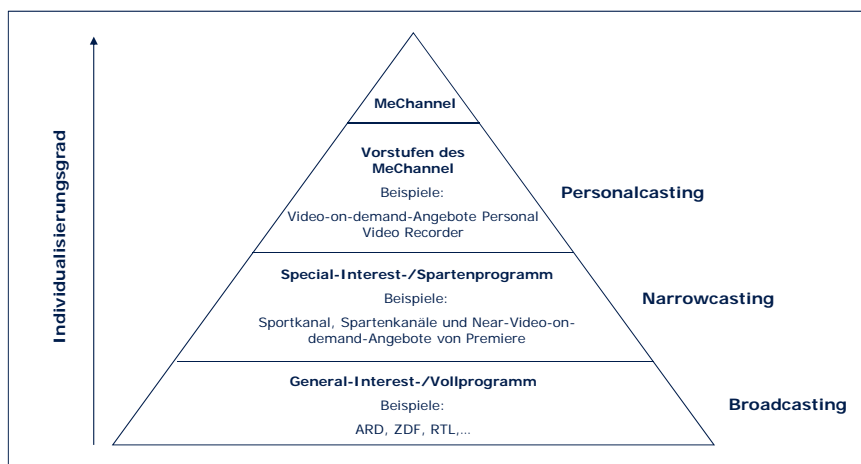 MeChannel
Vorstufen des
MeChannel
Beispiele:
Video-on-demand-Angebote Personal
Video Recorder
Personalcasting
Special-Interest-/Spartenprogramm
Beispiele:
Sportkanal, Spartenkanäle und Near-Video-on-
demand-Angebote von Premiere
Narrowcasting
General-Interest-/Vollprogramm
Beispiele:
ARD, ZDF, RTL,...
Broadcasting
Individualisierungsgrad